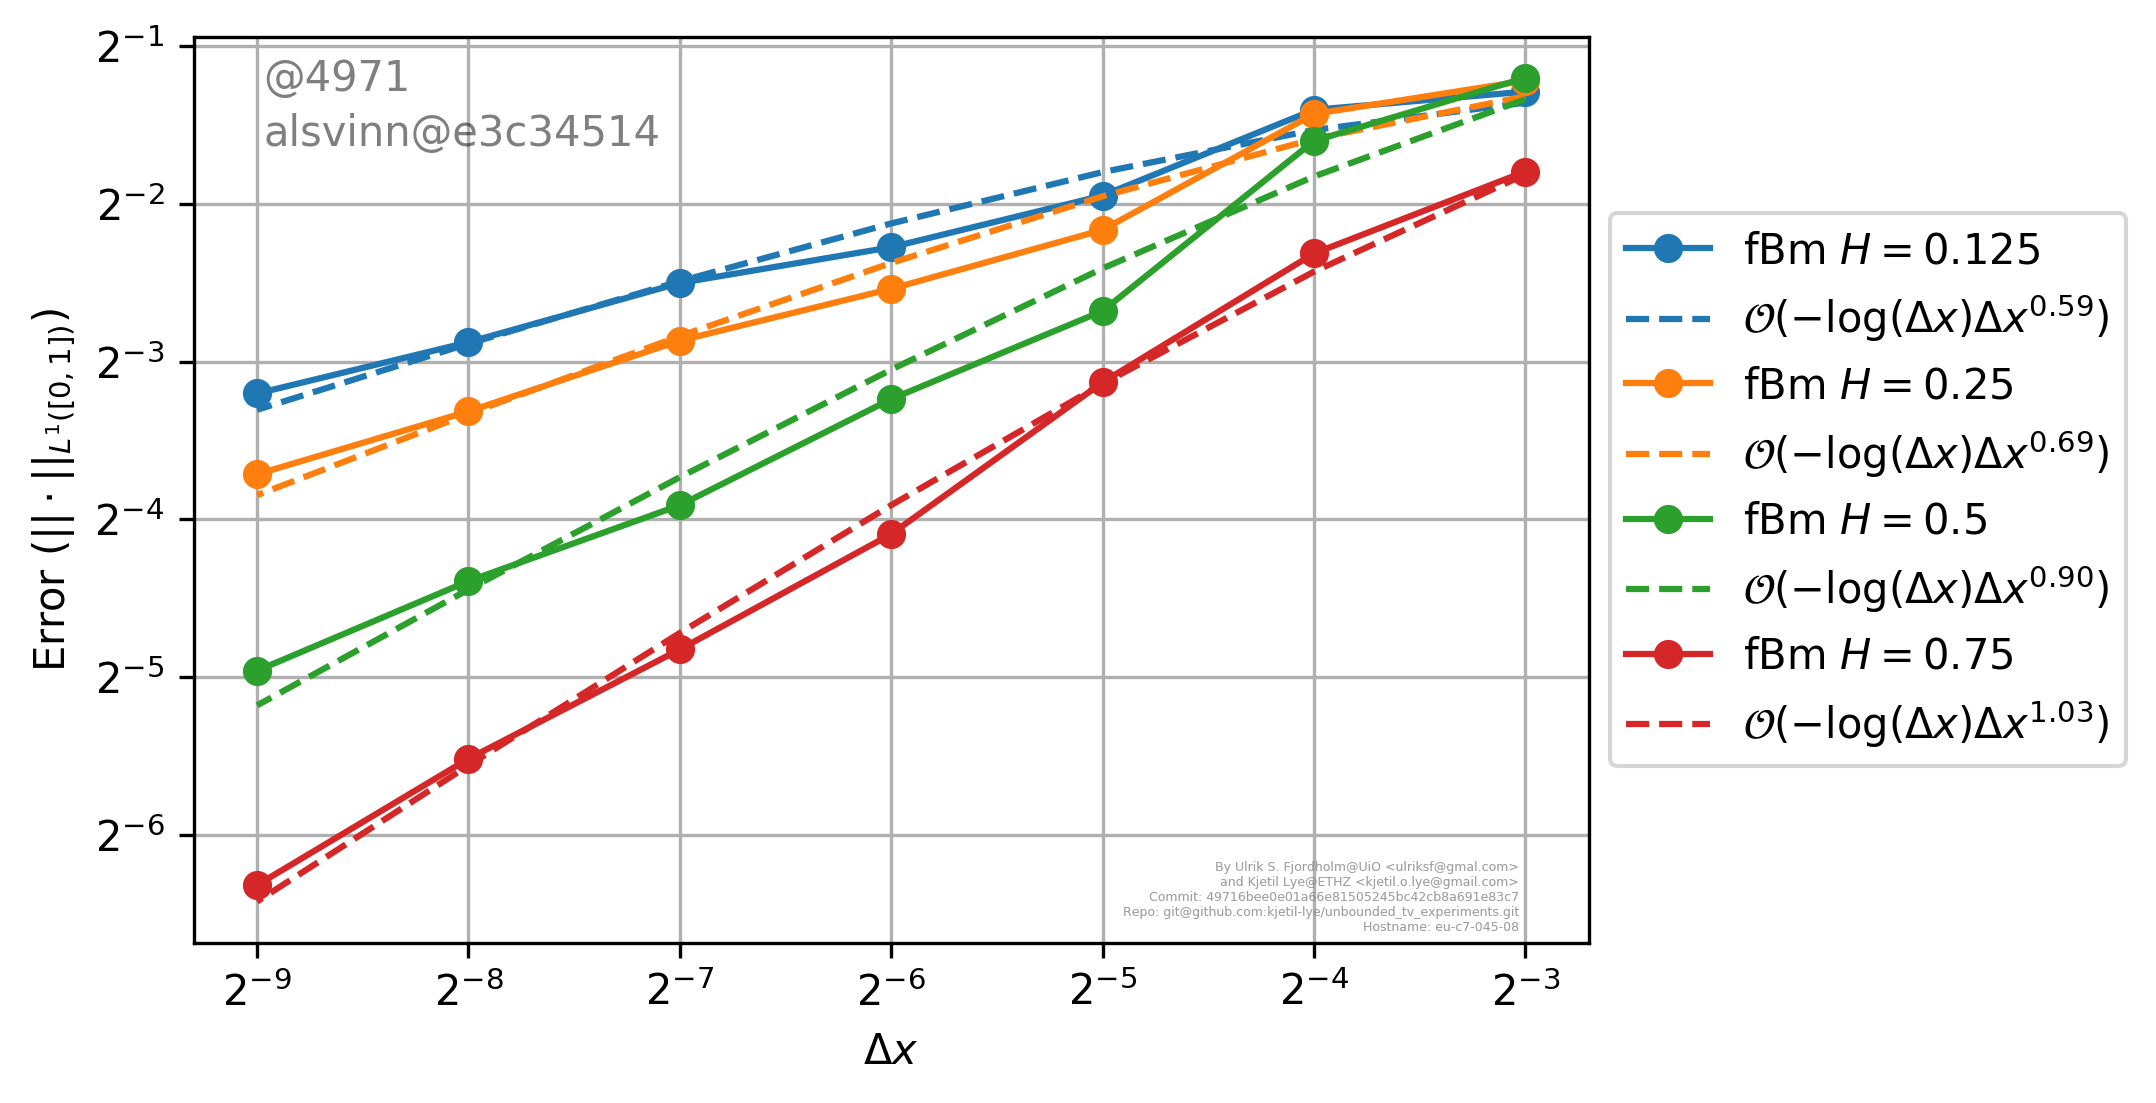 2⁻¹
2⁻²
2⁻³
2⁻⁴
2⁻⁵
2⁻⁶
Error (||·||_{L¹([0,1])})
@4971
alsvinn@e3c34514
By Ulrik S. Fjordholm@UiO <ulriksf@gmal.com>
and Kjetil Lye@ETHZ <kjetil.o.lye@gmail.com>
Commit: 49716bee0e01a66e81505245bc42cb8a691e83c7
Repo: git@github.com:kjetil-lye/unbounded_tv_experiments.git
Hostname: eu-c7-045-08
2⁻⁹ 2⁻⁸ 2⁻⁷ 2⁻⁶ 2⁻⁵ 2⁻⁴ 2⁻³
Δx
fBm H = 0.125
𝒪(−log(Δx)Δx^{0.59})
fBm H = 0.25
𝒪(−log(Δx)Δx^{0.69})
fBm H = 0.5
𝒪(−log(Δx)Δx^{0.90})
fBm H = 0.75
𝒪(−log(Δx)Δx^{1.03})